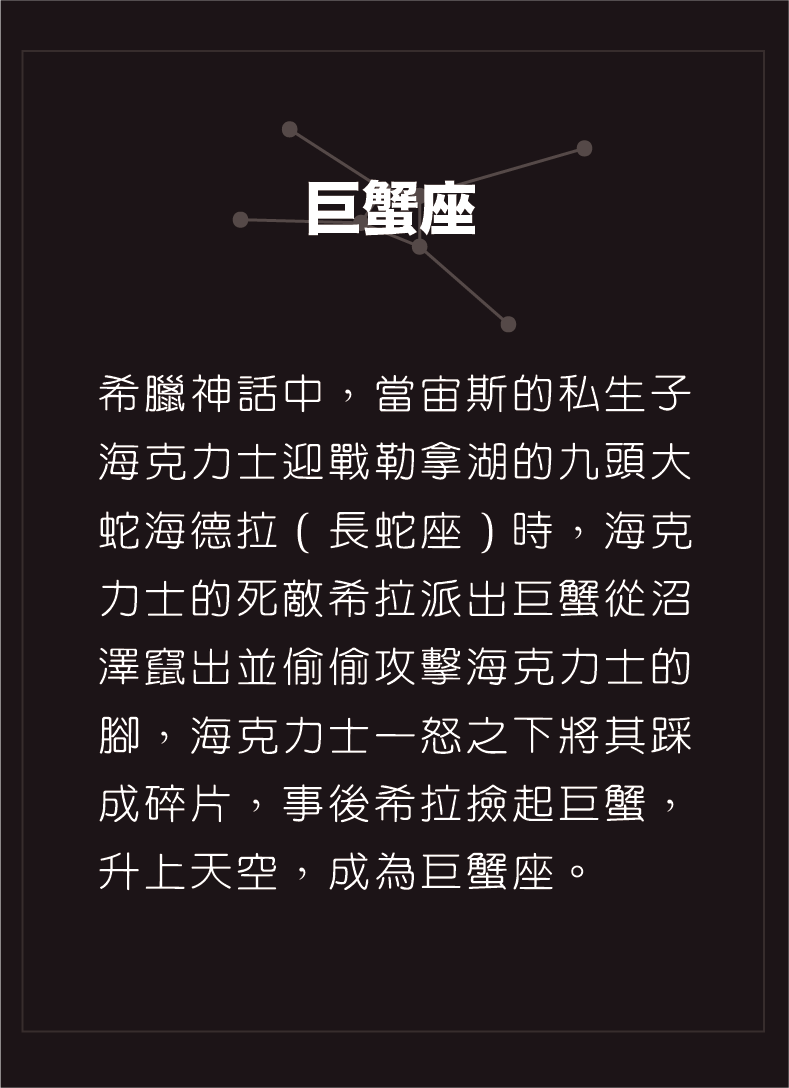 巨蟹座
希臘神話中，當宙斯的私生子
海克力士迎戰勒拿湖的九頭大
蛇海德拉（長蛇座）時，海克
力士的死敵希拉派出巨蟹從沼
澤竄出並偷偷攻擊海克力士的
腳，海克力士一怒之下將其踩
成碎片，事後希拉撿起巨蟹，
升上天空，成為巨蟹座。